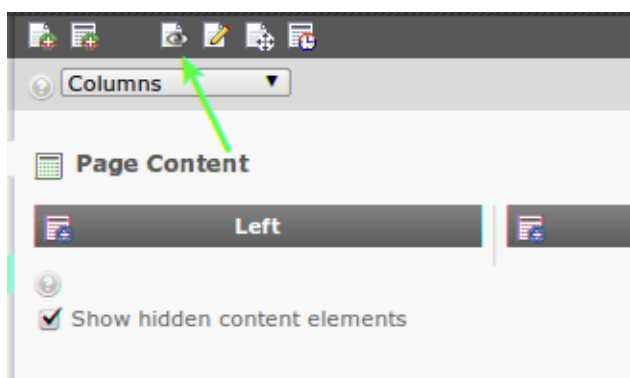 Columns
Page Content
Left
Show hidden content elements